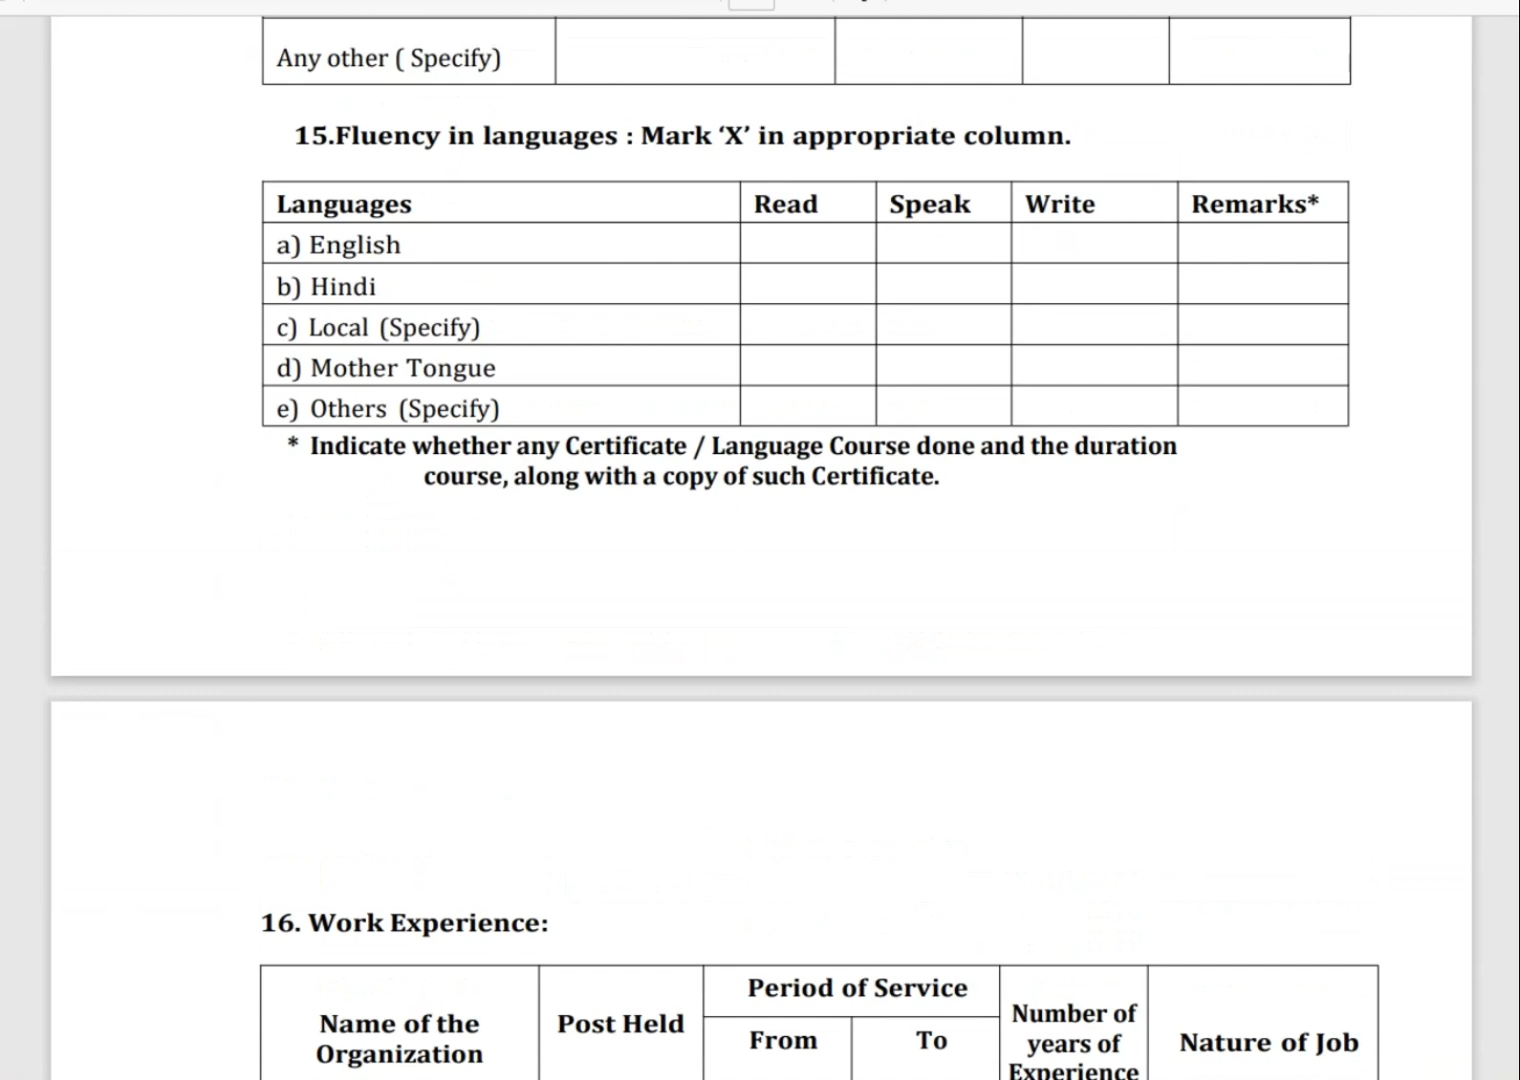 Any other ( Specify)
15.Fluency in languages : Mark ‘X’ in appropriate column.
Languages Read Speak Write Remarks*
a) English
b) Hindi
c) Local (Specify)
d) Mother Tongue
e) Others (Specify)
* Indicate whether any Certificate / Language Course done and the duration
course, along with a copy of such Certificate.
16. Work Experience:
Name of the
Organization
Post Held
Period of Service
From To
Number of
years of
Experience
Nature of Job